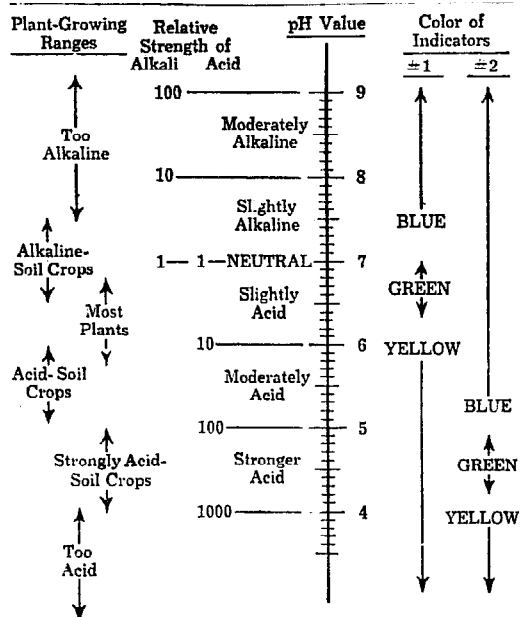 Plant-Growing
Ranges
Relative
Strength of
Alkali Acid
pH Value
Color of
Indicators
#1 #2
100
9
Moderately
Alkaline
Too
Alkaline
10
8
Slightly
Alkaline
BLUE
Alkaline-
Soil Crops
1 1 NEUTRAL 7
GREEN
Slightly
Acid
Most
Plants
10
6
YELLOW
Acid-Soil
Crops
Moderately
Acid
BLUE
100
5
Strongly Acid-
Soil Crops
Stronger
Acid
GREEN
1000
4
YELLOW
Too
Acid